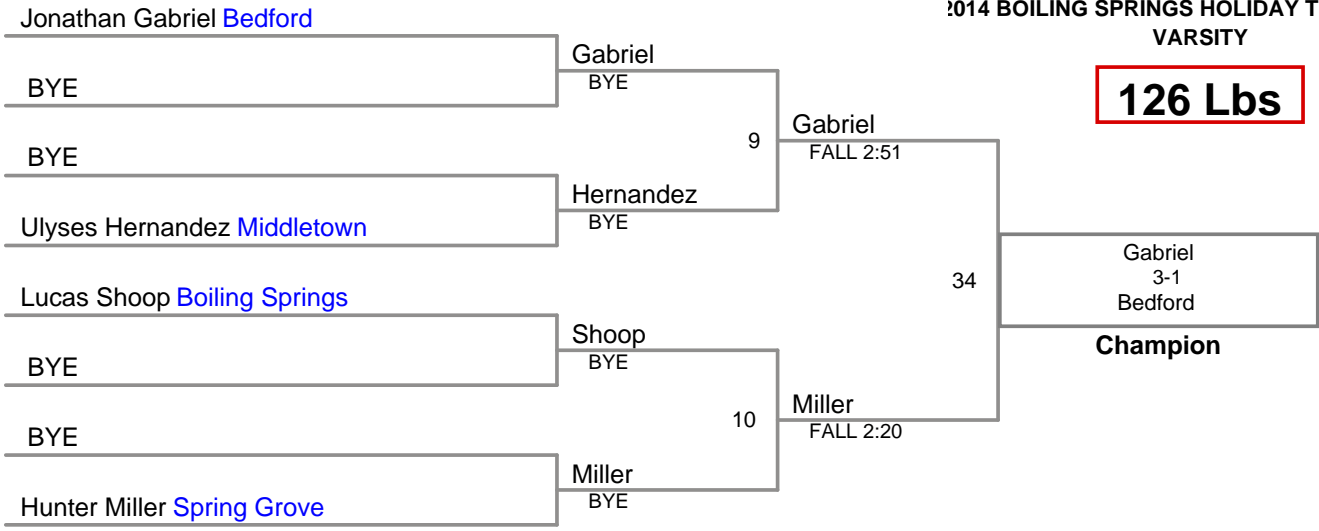 2014 BOILING SPRINGS HOLIDAY T
VARSITY
126 Lbs
Jonathan Gabriel Bedford
BYE
BYE
Ulyses Hernandez Middletown
Lucas Shoop Boiling Springs
BYE
BYE
Hunter Miller Spring Grove
Gabriel
BYE
Hernandez
BYE
Shoop
BYE
Miller
BYE
9
Gabriel
FALL 2:51
10
Miller
FALL 2:20
34
Gabriel
3-1
Bedford
Champion